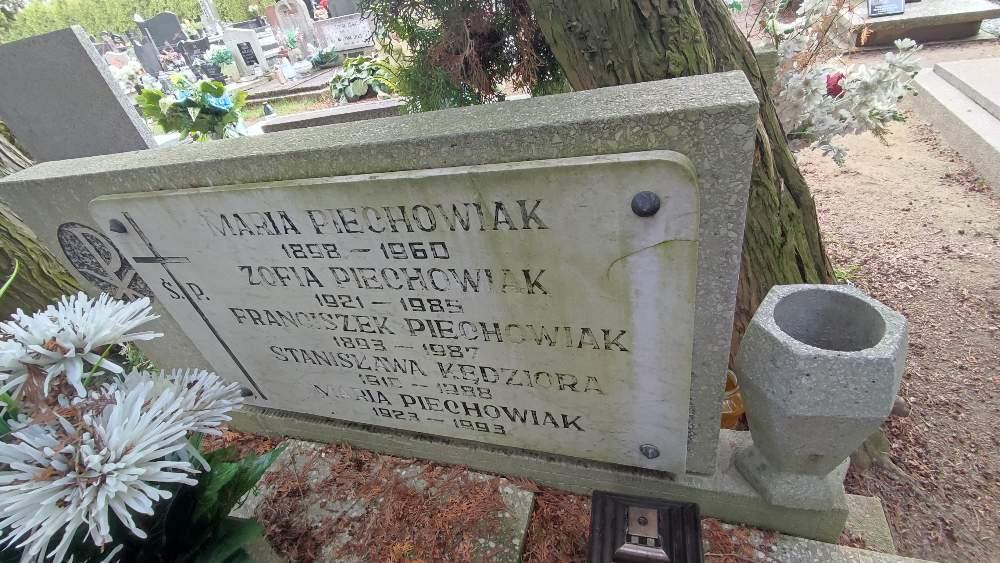 Ś. P.
MARIA PIECHOWIAK
1898 – 1960
ZOFIA PIECHOWIAK
1921 – 1985
FRANCISZEK PIECHOWIAK
1893 – 1987
STANISŁAWA KĘDZIORA
1988
MARIA PIECHOWIAK
1923 – 1993